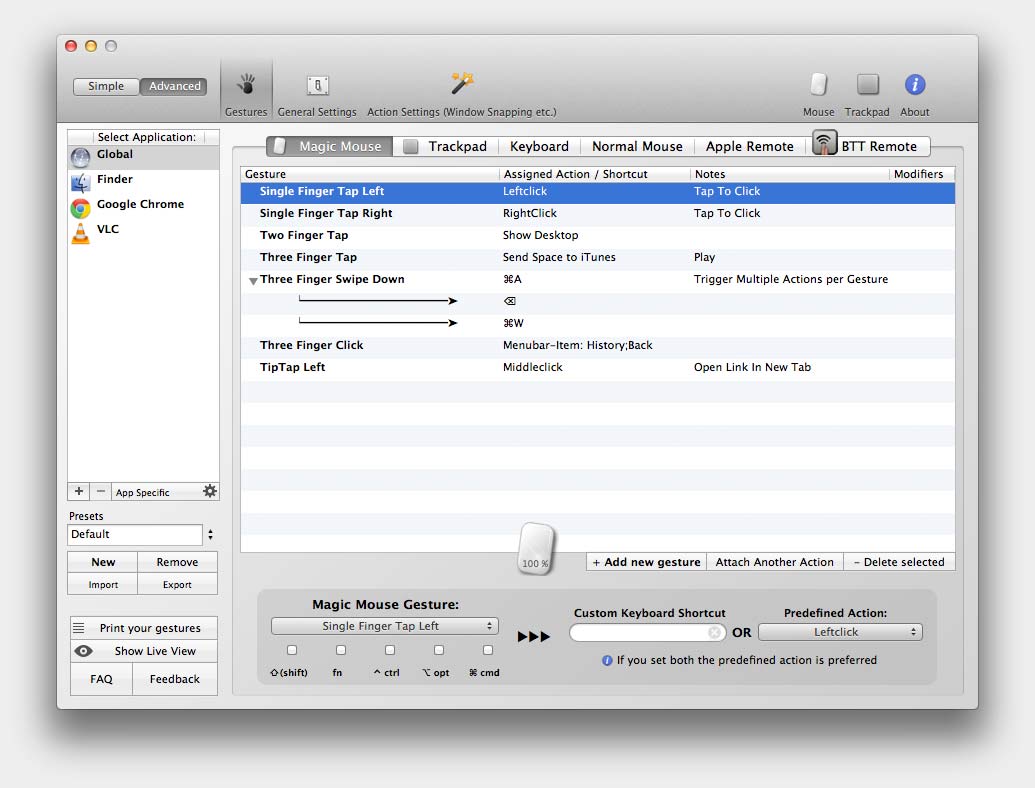 Simple Advanced
Gestures General Settings Action Settings (Window Snapping etc.) Mouse Trackpad About
Select Application:
Global
Finder
Google Chrome
VLC
+ − App Specific
Presets
Default
New Remove
Import Export
Print your gestures
Show Live View
FAQ Feedback
Magic Mouse Trackpad Keyboard Normal Mouse Apple Remote BTT Remote
Gesture Assigned Action / Shortcut Notes Modifiers
Single Finger Tap Left Leftclick Tap To Click
Single Finger Tap Right RightClick Tap To Click
Two Finger Tap Show Desktop
Three Finger Tap Send Space to iTunes Play
Three Finger Swipe Down ⌘A Trigger Multiple Actions per Gesture
⌫
⌘W
Three Finger Click Menubar-Item: History;Back
TipTap Left Middleclick Open Link In New Tab
100 %
+ Add new gesture Attach Another Action − Delete selected
Magic Mouse Gesture: Custom Keyboard Shortcut Predefined Action:
Single Finger Tap Left OR Leftclick
⇧(shift) fn ^ ctrl ⌥ opt ⌘ cmd
If you set both the predefined action is preferred